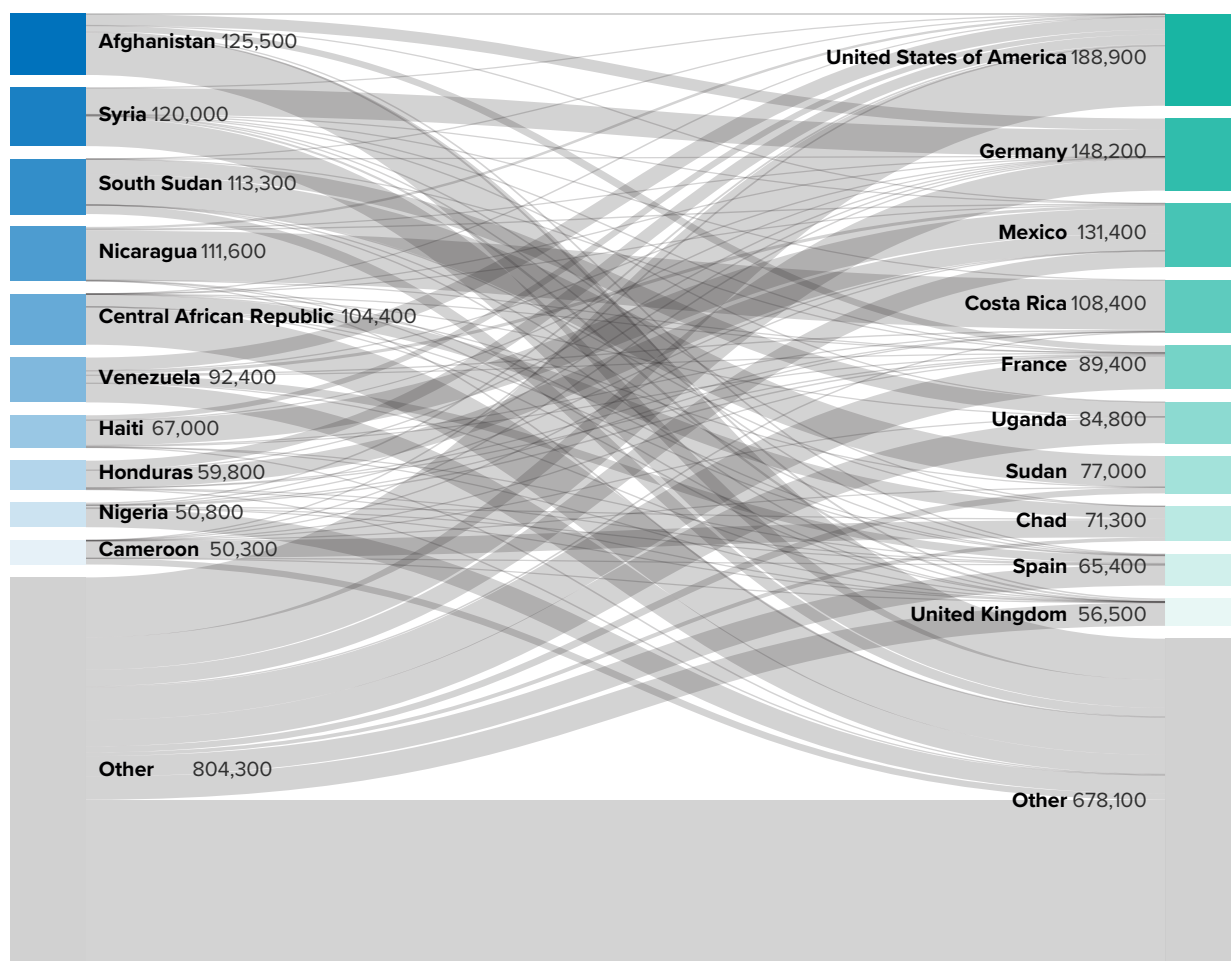 Afghanistan 125,500
Syria 120,000
South Sudan 113,300
Nicaragua 111,600
Central African Republic 104,400
Venezuela 92,400
Haiti 67,000
Honduras 59,800
Nigeria 50,800
Cameroon 50,300
Other 804,300
United States of America 188,900
Germany 148,200
Mexico 131,400
Costa Rica 108,400
France 89,400
Uganda 84,800
Sudan 77,000
Chad 71,300
Spain 65,400
United Kingdom 56,500
Other 678,100